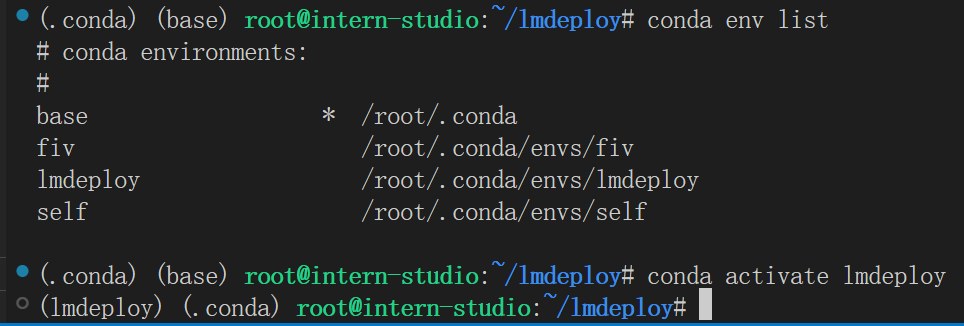 (.conda) (base) root@intern-studio:~/lmdeploy# conda env list
# conda environments:
#
base                  *  /root/.conda
fiv                      /root/.conda/envs/fiv
lmdeploy                 /root/.conda/envs/lmdeploy
self                     /root/.conda/envs/self
(.conda) (base) root@intern-studio:~/lmdeploy# conda activate lmdeploy
(lmdeploy) (.conda) root@intern-studio:~/lmdeploy#